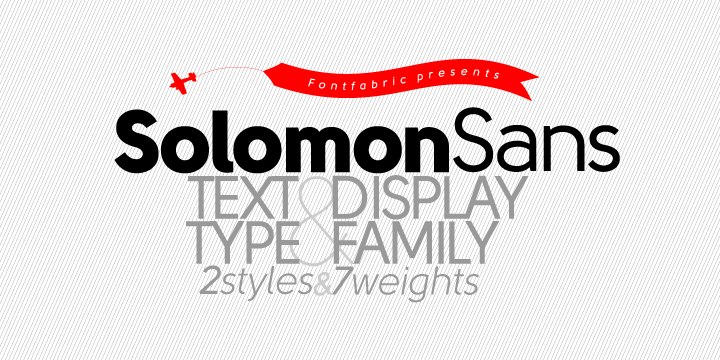 Fontfabric presents
SolomonSans
TEXT & DISPLAY
TYPE & FAMILY
2styles&7weights